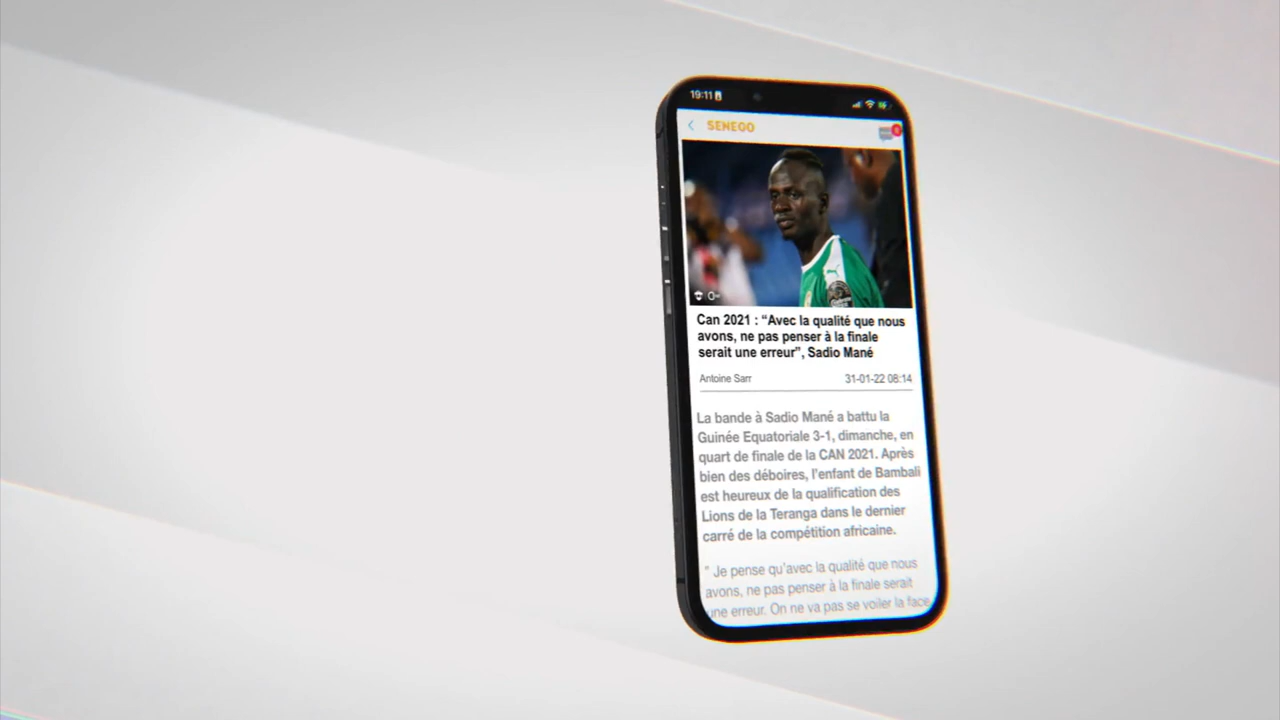 19:11
SENEGO
Can 2021 : “Avec la qualité que nous
avons, ne pas penser à la finale
serait une erreur”, Sadio Mané
Antoine Sarr 31-01-22 08:14
La bande à Sadio Mané a battu la
Guinée Equatoriale 3-1, dimanche, en
quart de finale de la CAN 2021. Après
bien des déboires, l'enfant de Bambali
est heureux de la qualification des
Lions de la Teranga dans le dernier
carré de la compétition africaine.
" Je pense qu'avec la qualité que nous
avons, ne pas penser à la finale serait
une erreur. On ne va pas se voiler la face